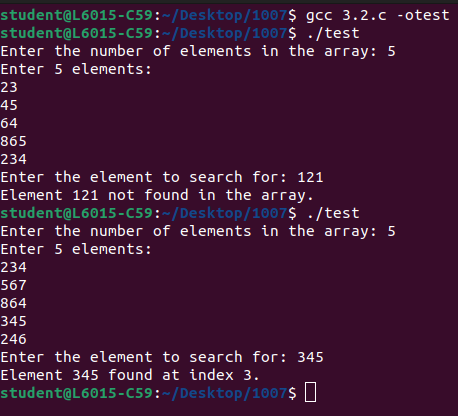 student@L6015-C59:~/Desktop/1007$ gcc 3.2.c -otest
student@L6015-C59:~/Desktop/1007$ ./test
Enter the number of elements in the array: 5
Enter 5 elements:
23
45
64
865
234
Enter the element to search for: 121
Element 121 not found in the array.
student@L6015-C59:~/Desktop/1007$ ./test
Enter the number of elements in the array: 5
Enter 5 elements:
234
567
864
345
246
Enter the element to search for: 345
Element 345 found at index 3.
student@L6015-C59:~/Desktop/1007$